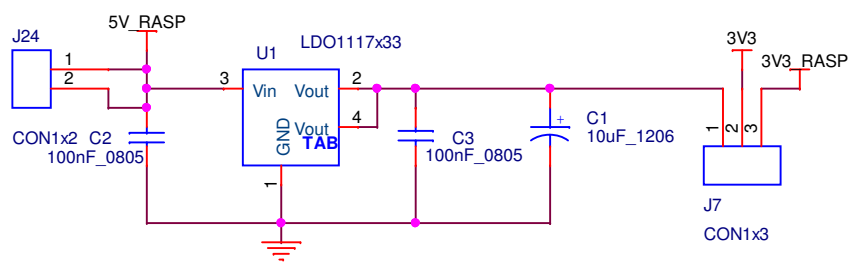 J24
5V_RASP
1
2
CON1x2
C2
100nF_0805
U1
LDO1117x33
3
Vin
Vout
2
Vout
4
TAB
GND
1
C3
100nF_0805
+
C1
10uF_1206
3V3
3V3_RASP
1
2
3
J7
CON1x3